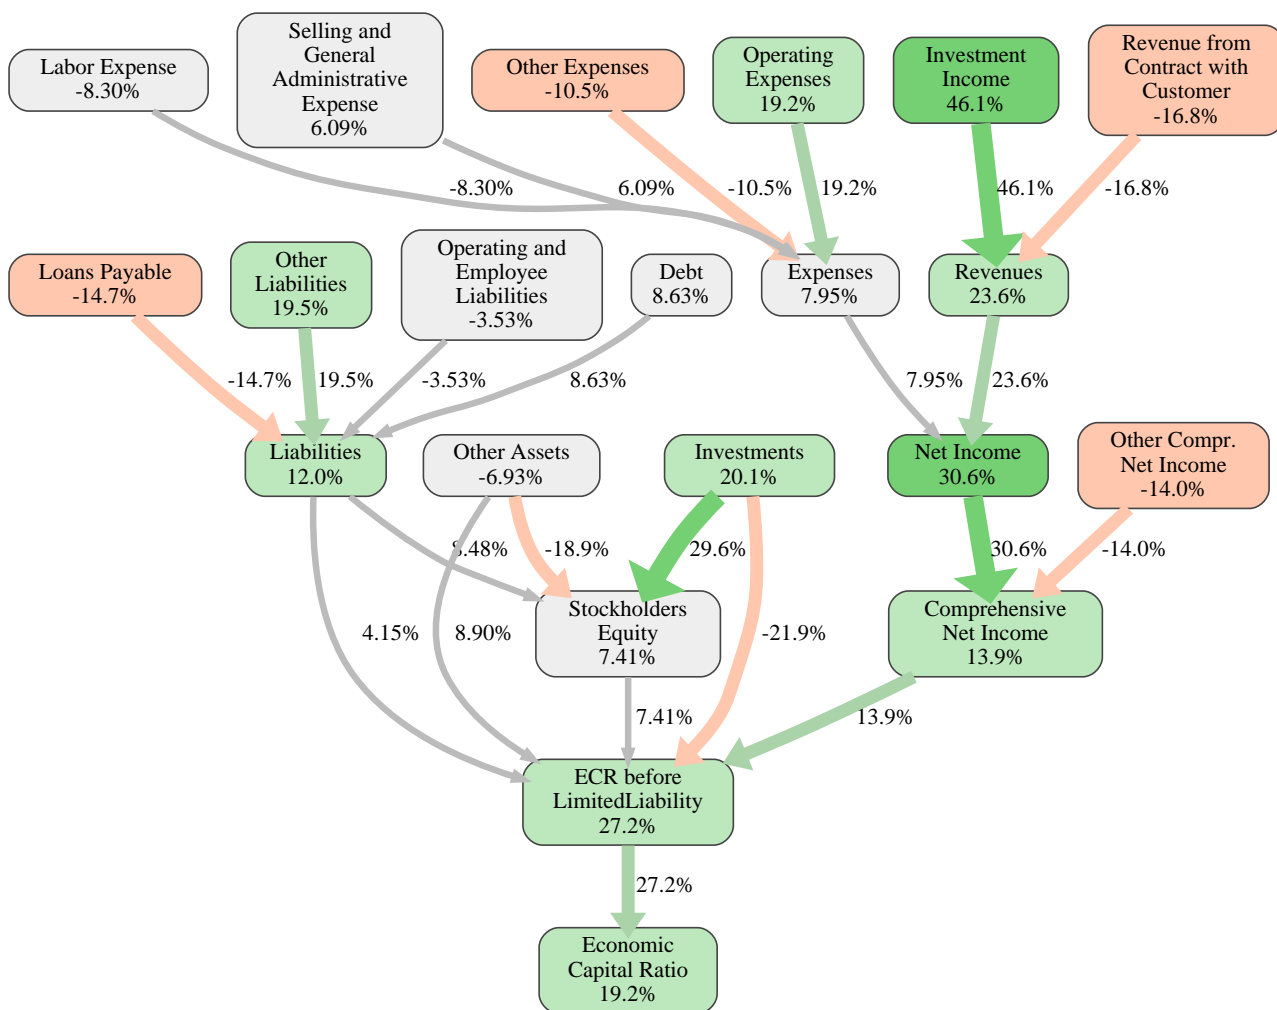 Labor Expense
-8.30%
Selling and
General
Administrative
Expense
6.09%
Other Expenses
-10.5%
Operating
Expenses
19.2%
Investment
Income
46.1%
Revenue from
Contract with
Customer
-16.8%
-8.30%
6.09%
-10.5%
19.2%
46.1%
-16.8%
Loans Payable
-14.7%
Other
Liabilities
19.5%
Operating and
Employee
Liabilities
-3.53%
Debt
8.63%
Expenses
7.95%
Revenues
23.6%
-14.7%
19.5%
-3.53%
8.63%
7.95%
23.6%
Liabilities
12.0%
Other Assets
-6.93%
Investments
20.1%
Net Income
30.6%
Other Compr.
Net Income
-14.0%
8.48%
-18.9%
29.6%
30.6%
-14.0%
4.15%
8.90%
Stockholders
Equity
7.41%
-21.9%
Comprehensive
Net Income
13.9%
7.41%
13.9%
ECR before
LimitedLiability
27.2%
27.2%
Economic
Capital Ratio
19.2%